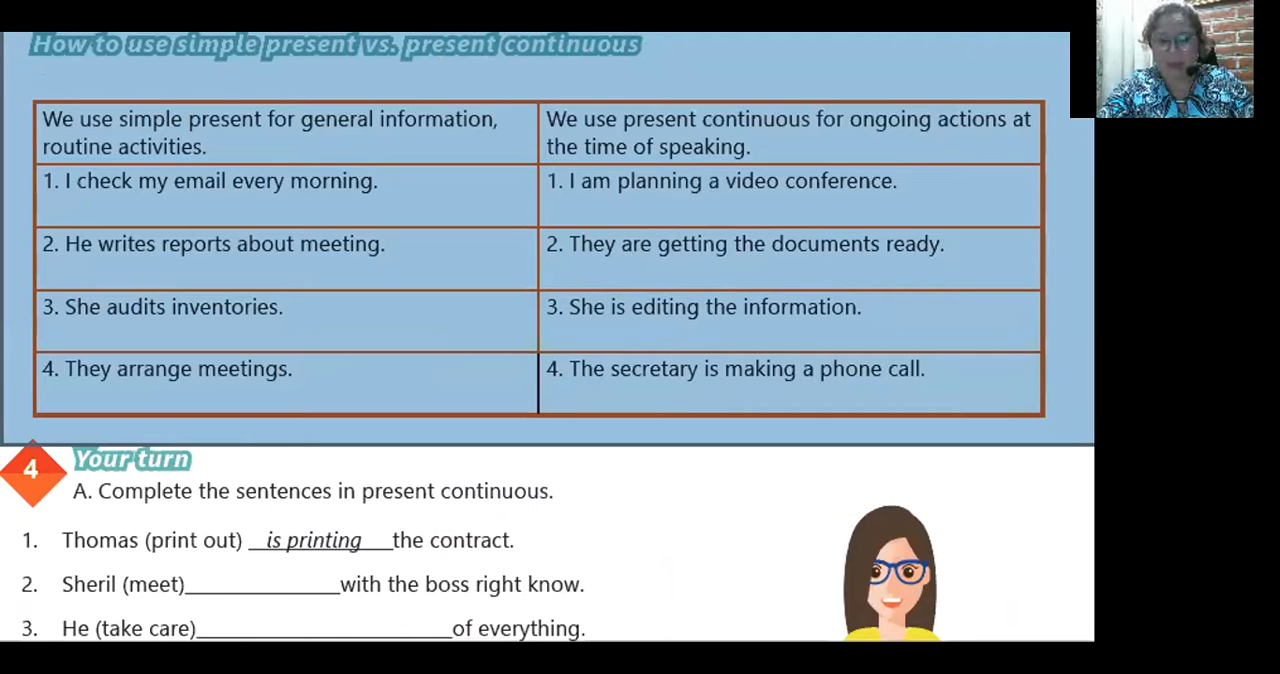 How to use simple present vs. present continuous
We use simple present for general information,
routine activities.
We use present continuous for ongoing actions at
the time of speaking.
1. I check my email every morning.
1. I am planning a video conference.
2. He writes reports about meeting.
2. They are getting the documents ready.
3. She audits inventories.
3. She is editing the information.
4. They arrange meetings.
4. The secretary is making a phone call.
4
Your turn
A. Complete the sentences in present continuous.
1. Thomas (print out) __is printing___the contract.
2. Sheril (meet)______________with the boss right know.
3. He (take care)_______________________of everything.